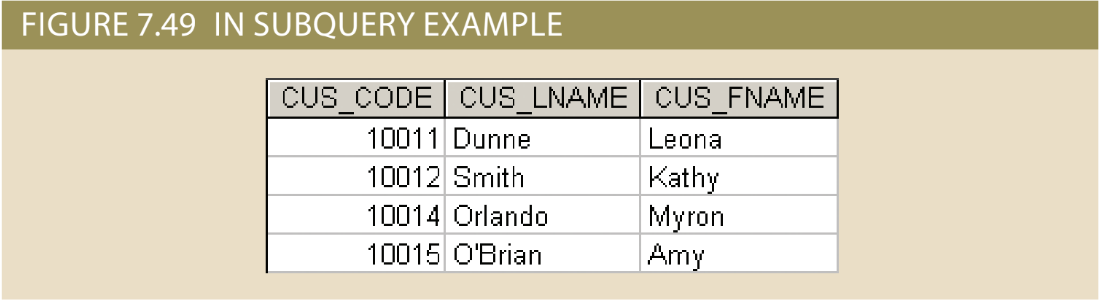 FIGURE 7.49 IN SUBQUERY EXAMPLE
CUS_CODE CUS_LNAME CUS_FNAME
10011 Dunne Leona
10012 Smith Kathy
10014 Orlando Myron
10015 O'Brian Amy